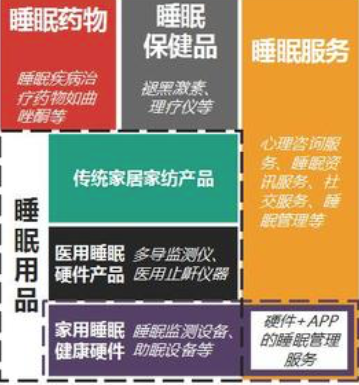 睡眠药物
睡眠疾病治
疗药物如曲
唑酮等
睡眠
保健品
褪黑激素、
理疗仪等
睡眠服务
心理咨询服
务、睡眠资
讯服务、社
交服务、睡
眠管理等
睡眠用品
传统家居家纺产品
医用睡眠
硬件产品
多导监测仪、
医用止鼾仪器
家用睡眠
健康硬件
睡眠监测设备、
助眠设备等
硬件+APP
的睡眠管理
服务